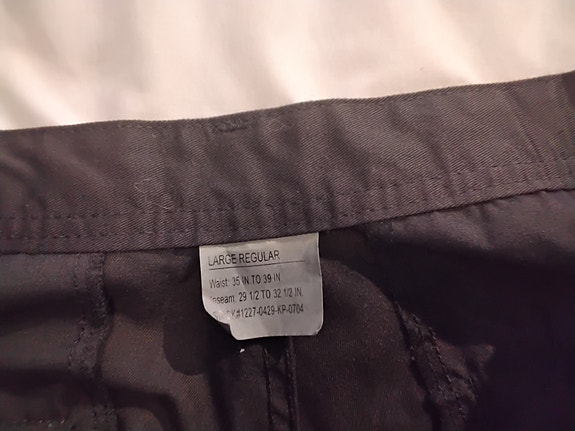 LARGE REGULAR
Waist: 35 IN TO 39 IN
Inseam: 29 1/2 TO 32 1/2 IN.
K#1227-0429-KP-0704